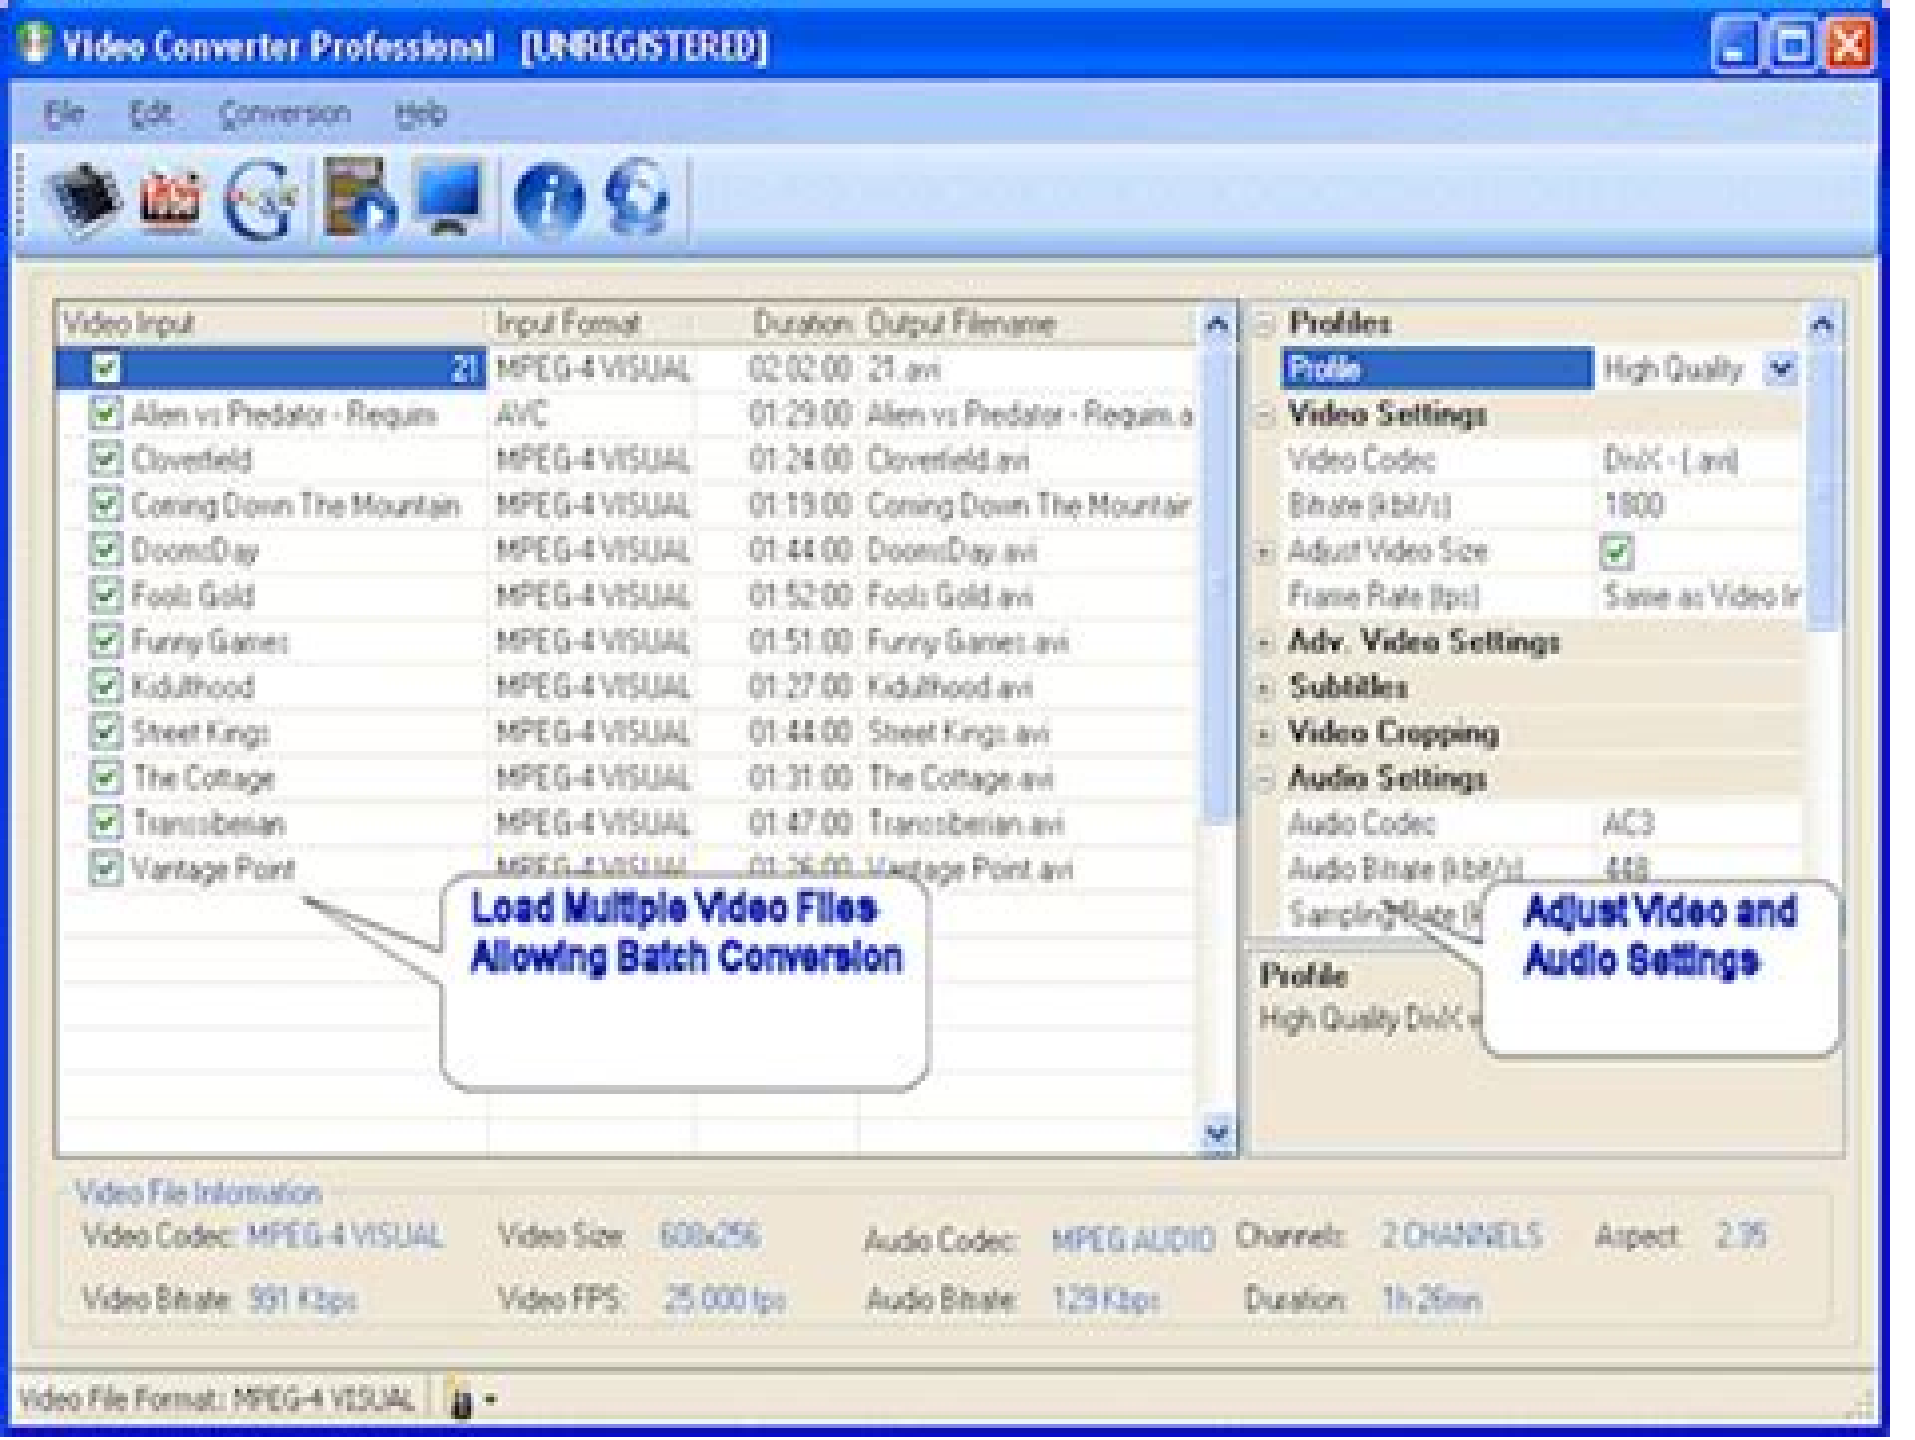 Video Converter Professional [UNREGISTERED]
File Edit Conversion Help
Video Input Input Format Duration Output Filename
21 MPEG-4 VISUAL 02:02:00 21.avi
Alien vs Predator - Requim AVC 01:29:00 Alien vs Predator - Requim.a
Cloverfield MPEG-4 VISUAL 01:24:00 Cloverfield.avi
Coming Down The Mountain MPEG-4 VISUAL 01:19:00 Coming Down The Mountain
DoomsDay MPEG-4 VISUAL 01:44:00 DoomsDay.avi
Fools Gold MPEG-4 VISUAL 01:52:00 Fools Gold.avi
Funny Games MPEG-4 VISUAL 01:51:00 Funny Games.avi
Kidulthood MPEG-4 VISUAL 01:27:00 Kidulthood.avi
Street Kings MPEG-4 VISUAL 01:44:00 Street Kings.avi
The Cottage MPEG-4 VISUAL 01:31:00 The Cottage.avi
Transsiberian MPEG-4 VISUAL 01:47:00 Transsiberian.avi
Vantage Point MPEG-4 VISUAL 01:26:00 Vantage Point.avi
Load Multiple Video Files
Allowing Batch Conversion
Profiles
Profile High Quality
Video Settings
Video Codec DivX - (.avi)
Bitrate (kbit/s) 1800
Adjust Video Size
Frame Rate (fps) Same as Video In
Adv. Video Settings
Subtitles
Video Cropping
Audio Settings
Audio Codec AC3
Audio Bitrate (kbit/s) 448
Sampling Rate
Adjust Video and
Audio Settings
Profile
High Quality DivX
Video File Information
Video Codec: MPEG-4 VISUAL Video Size: 608x256 Audio Codec: MPEG AUDIO Channels: 2 CHANNELS Aspect: 2.35
Video Bitrate: 991 Kbps Video FPS: 25.000 fps Audio Bitrate: 129 Kbps Duration: 1h 26mn
Video File Format: MPEG-4 VISUAL